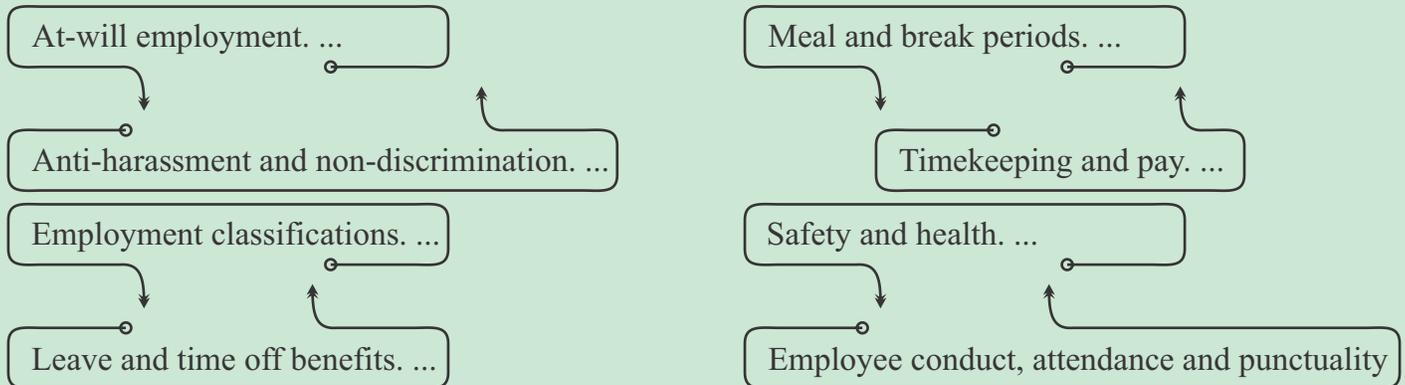 At-will employment. ...
Anti-harassment and non-discrimination. ...
Employment classifications. ...
Leave and time off benefits. ...
Meal and break periods. ...
Timekeeping and pay. ...
Safety and health. ...
Employee conduct, attendance and punctuality